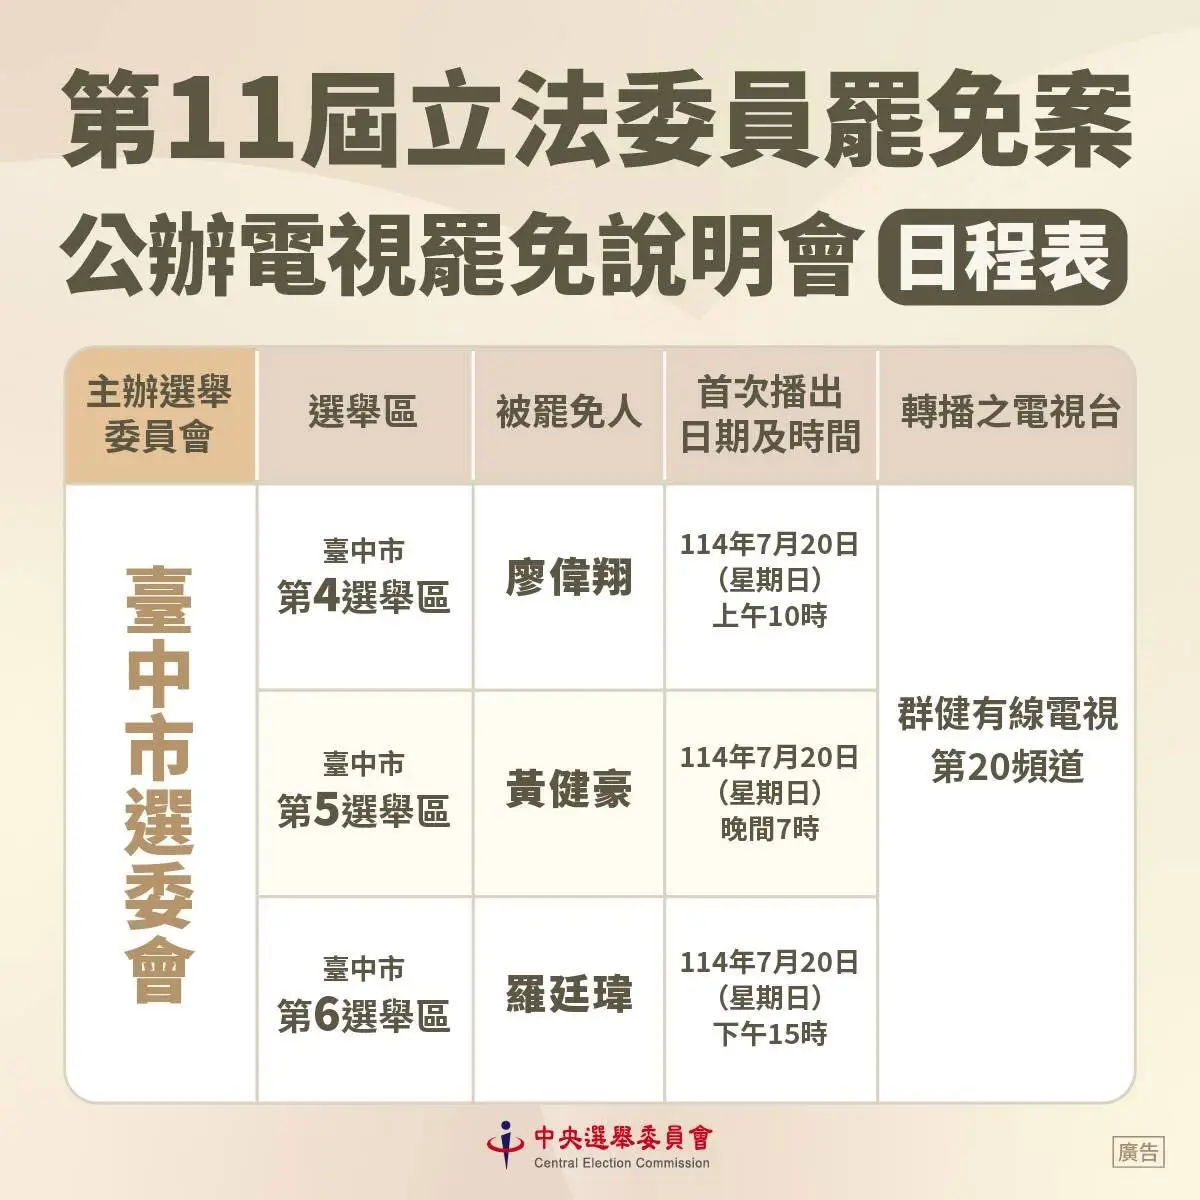 第11屆立法委員罷免案
公辦電視罷免說明會 日程表
主辦選舉
委員會
選舉區
被罷免人
首次播出
日期及時間
轉播之電視台
臺中市選委會
臺中市
第4選舉區
廖偉翔
114年7月20日
（星期日）
上午10時
臺中市
第5選舉區
黃健豪
114年7月20日
（星期日）
晚間7時
臺中市
第6選舉區
羅廷瑋
114年7月20日
（星期日）
下午15時
群健有線電視
第20頻道
中央選舉委員會
Central Election Commission
廣告